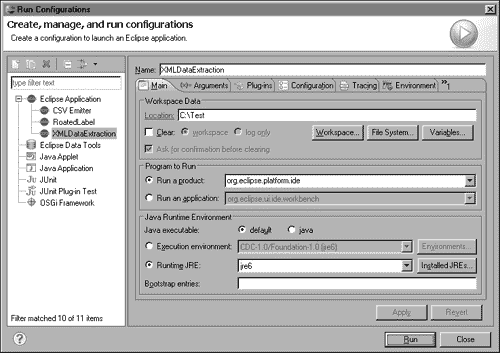 Run Configurations
Create, manage, and run configurations
Create a configuration to launch an Eclipse application.
type filter text
Eclipse Application
CSV Emitter
RoatedLabel
XMLDataExtraction
Eclipse Data Tools
Java Applet
Java Application
JUnit
JUnit Plug-in Test
OSGi Framework
Filter matched 10 of 11 items
Name: XMLDataExtraction
Main Arguments Plug-ins Configuration Tracing Environment »1
Workspace Data
Location: C:\Test
Clear: workspace log only Workspace... File System... Variables...
Ask for confirmation before clearing
Program to Run
Run a product: org.eclipse.platform.ide
Run an application: org.eclipse.ui.ide.workbench
Java Runtime Environment
Java executable: default java
Execution environment: CDC-1.0/Foundation-1.0 (jre6) Environments...
Runtime JRE: jre6 Installed JREs...
Bootstrap entries:
Apply Revert
? Run Close